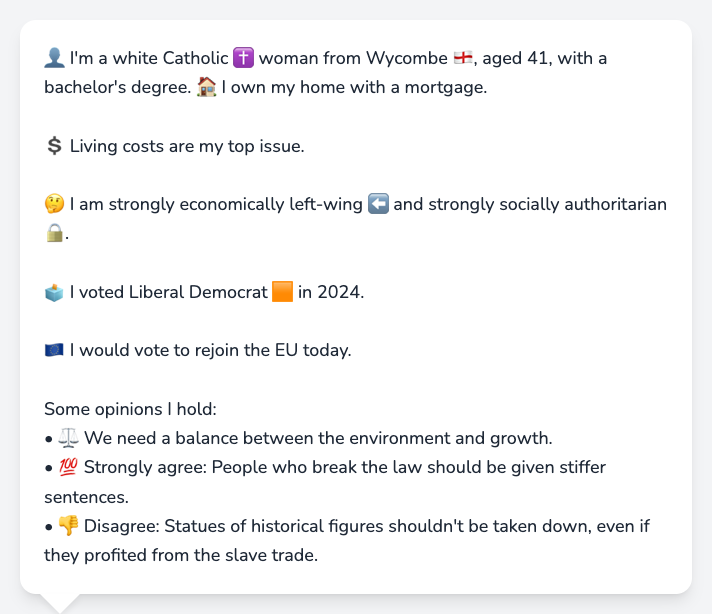 👤 I'm a white Catholic ✝️ woman from Wycombe 🏴󠁧󠁢󠁥󠁮󠁧󠁿, aged 41, with a
bachelor's degree. 🏠 I own my home with a mortgage.
💲 Living costs are my top issue.
🤔 I am strongly economically left-wing ⬅️ and strongly socially authoritarian
🔒.
🗳️ I voted Liberal Democrat 🟧 in 2024.
🇪🇺 I would vote to rejoin the EU today.
Some opinions I hold:
• ⚖️ We need a balance between the environment and growth.
• 💯 Strongly agree: People who break the law should be given stiffer
sentences.
• 👎 Disagree: Statues of historical figures shouldn't be taken down, even if
they profited from the slave trade.